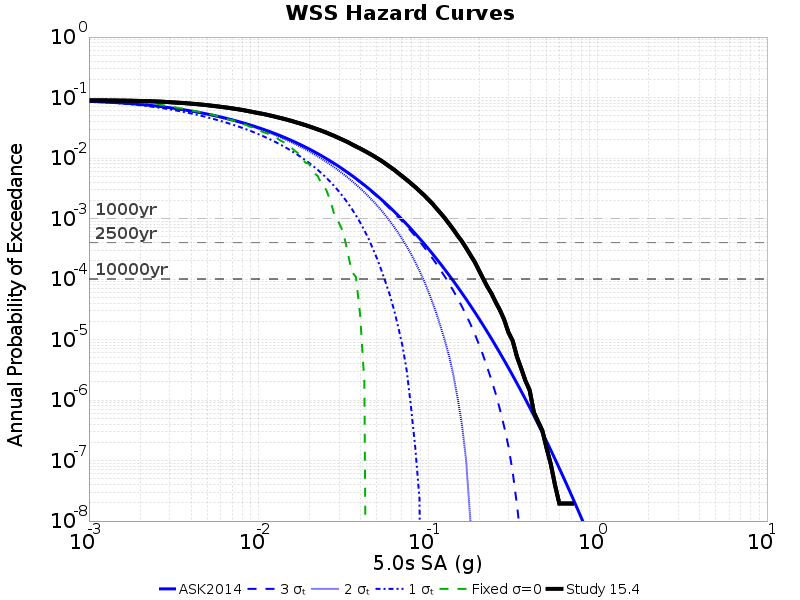 WSS Hazard Curves
Annual Probability of Exceedance
10^0
10^-1
10^-2
10^-3
10^-4
10^-5
10^-6
10^-7
10^-8
1000yr
2500yr
10000yr
10^-3 10^-2 10^-1 10^0 10^1
5.0s SA (g)
ASK2014 3 σₜ 2 σₜ 1 σₜ Fixed σ=0 Study 15.4